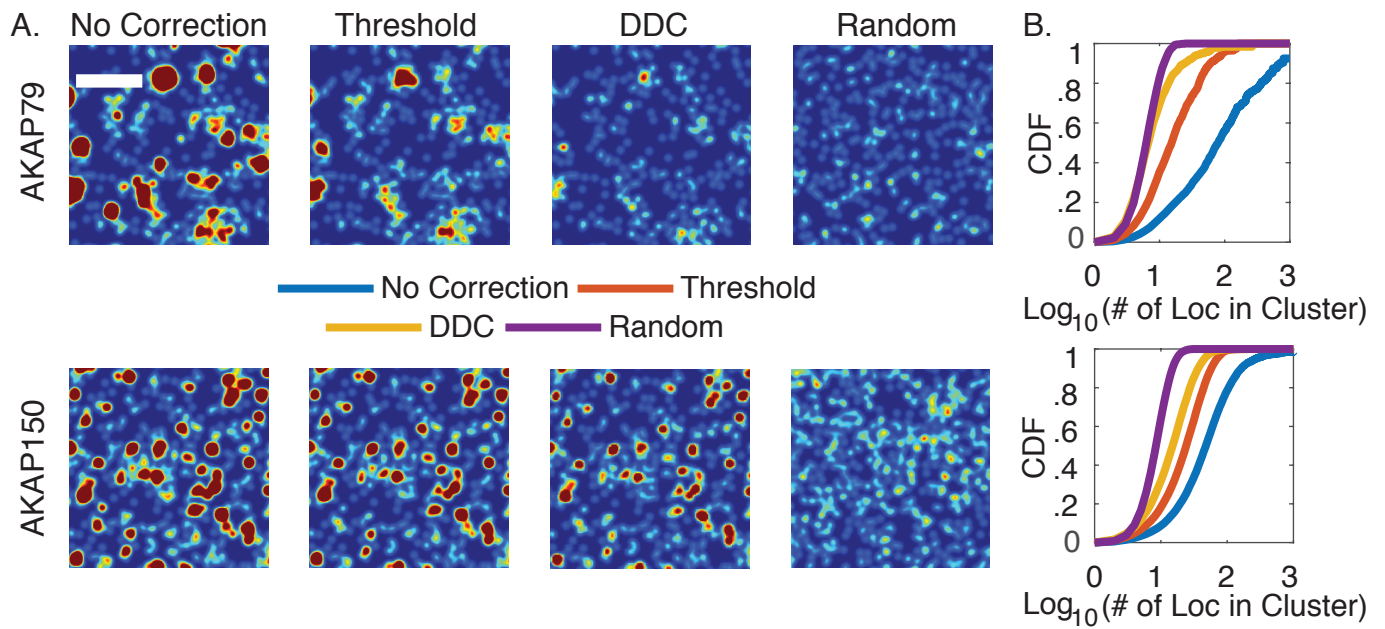 A. No Correction Threshold DDC Random B.
AKAP79
1
.8
.6
.4
.2
0
CDF
0 1 2 3
Log10(# of Loc in Cluster)
No Correction Threshold
DDC Random
AKAP150
1
.8
.6
.4
.2
0
CDF
0 1 2 3
Log10(# of Loc in Cluster)